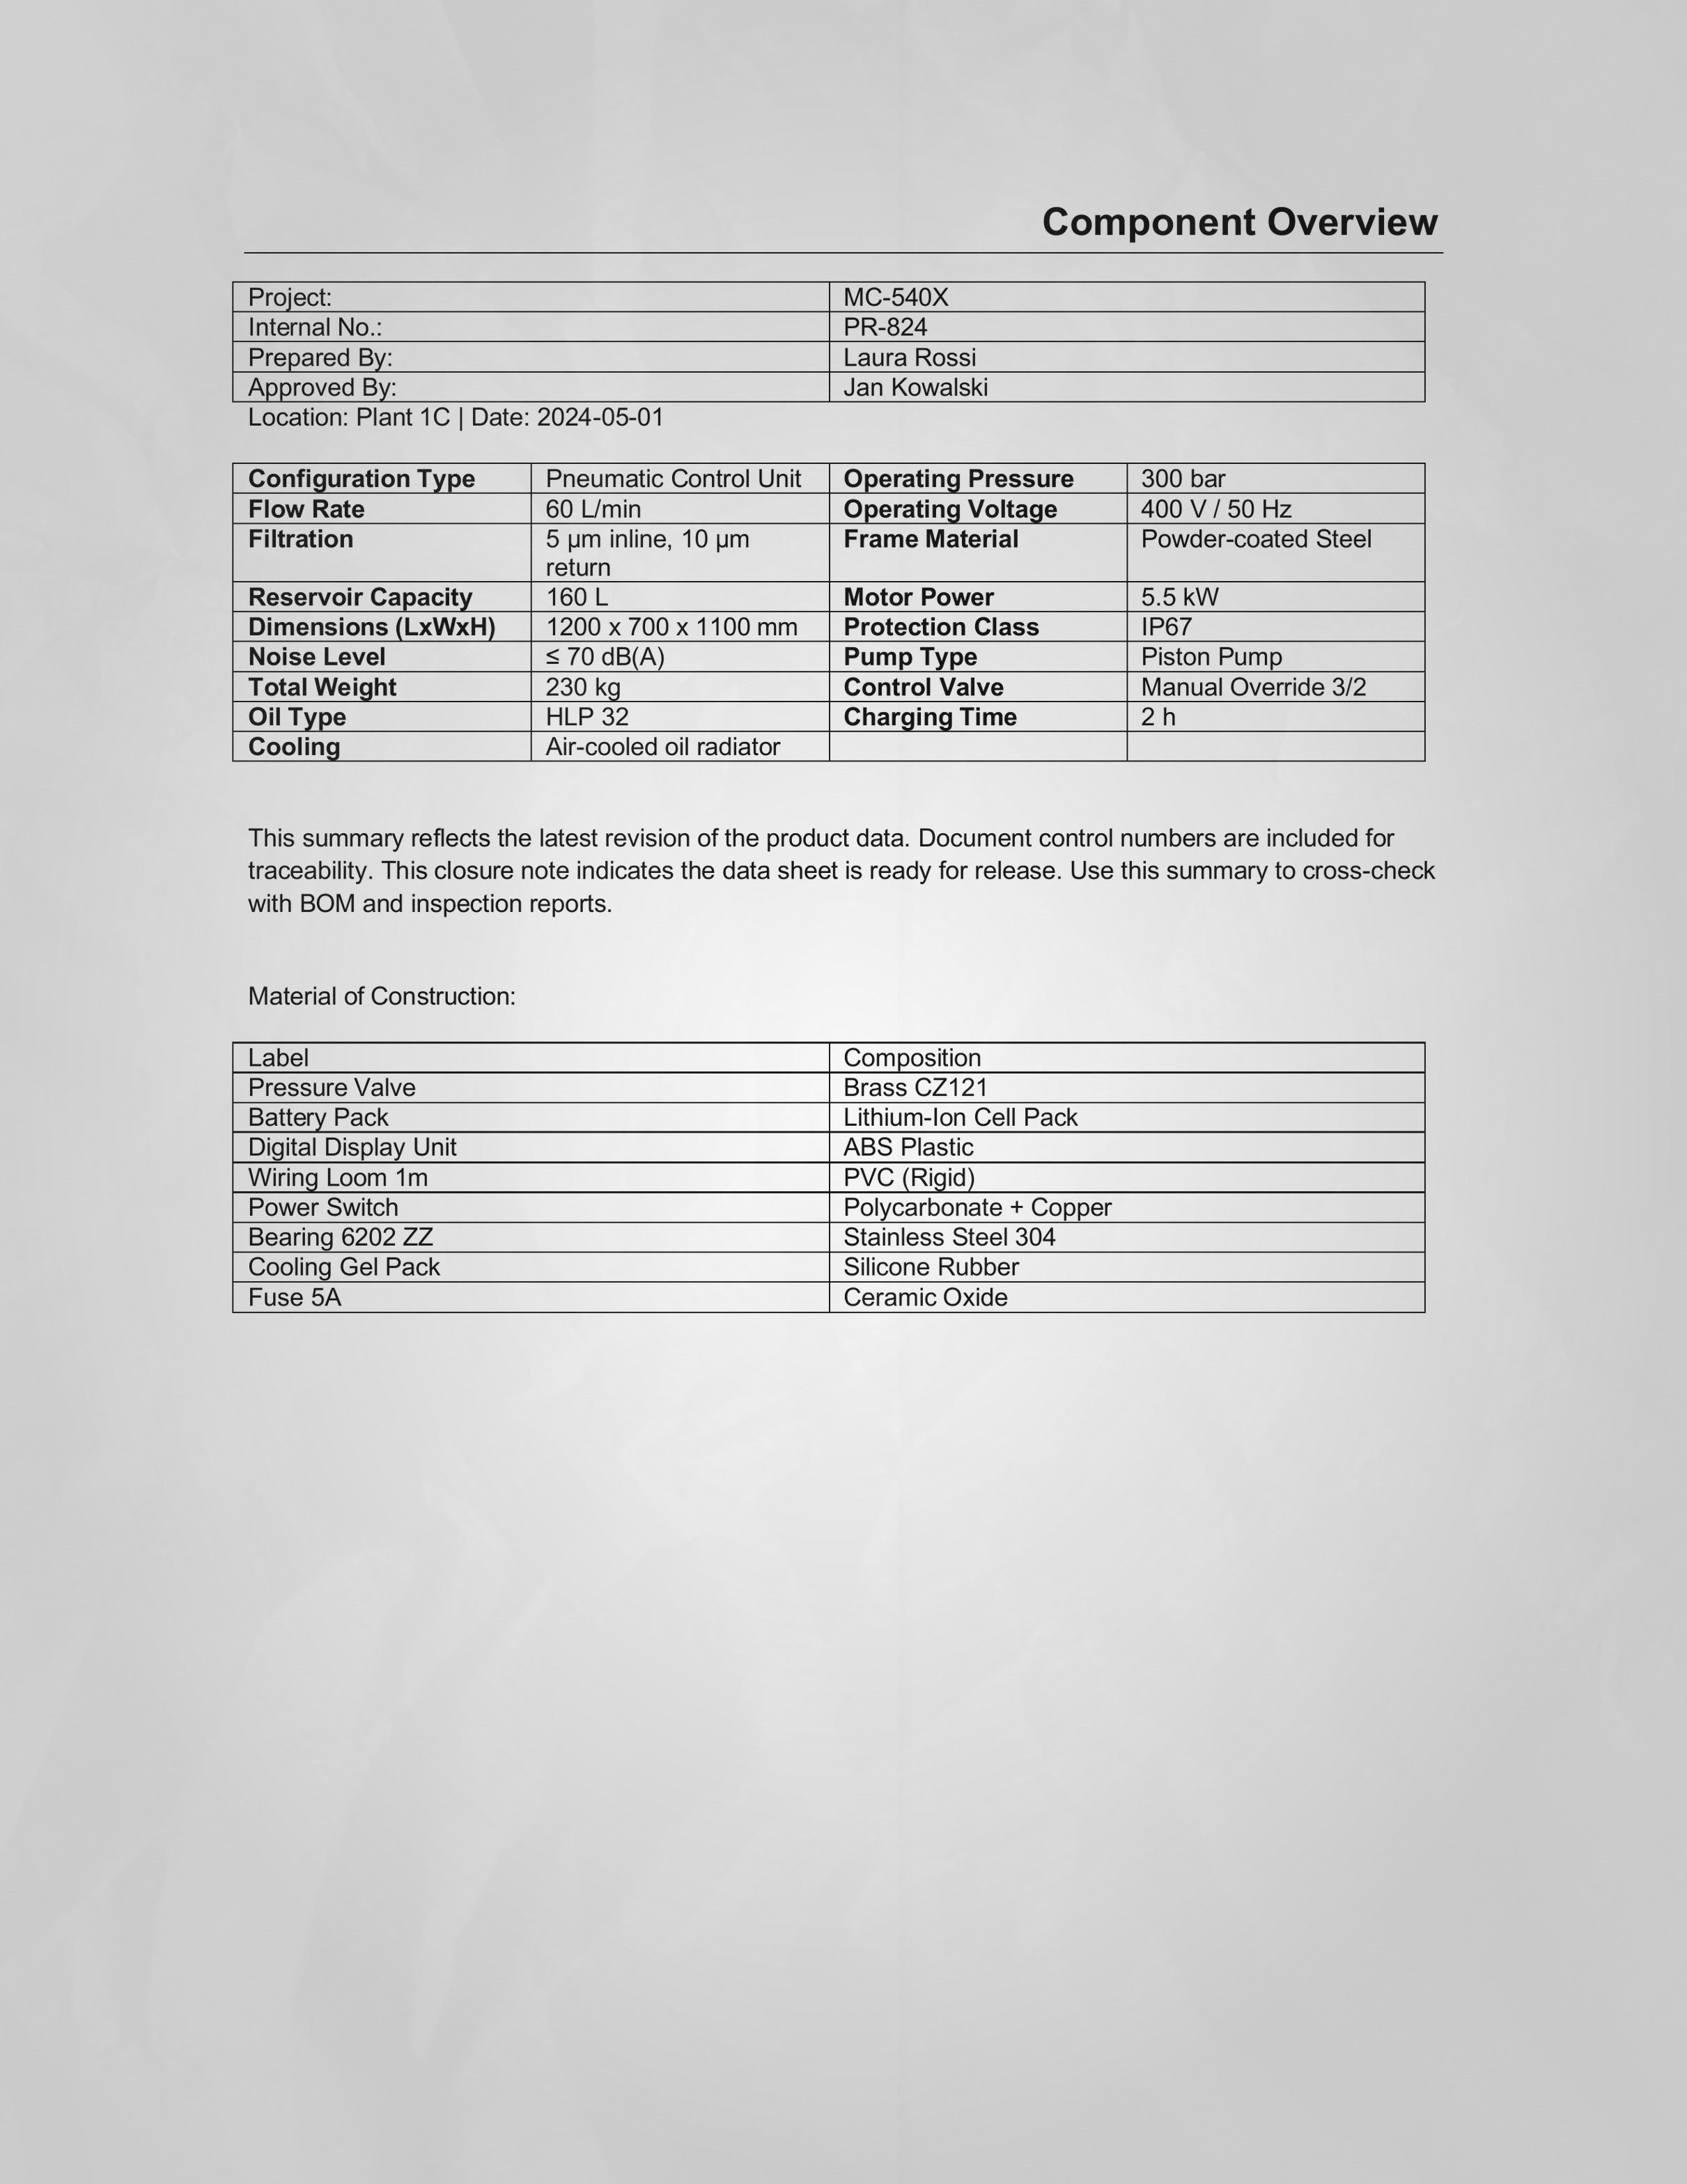 Component Overview
Project: MC-540X
Internal No.: PR-824
Prepared By: Laura Rossi
Approved By: Jan Kowalski
Location: Plant 1C | Date: 2024-05-01
Configuration Type Pneumatic Control Unit Operating Pressure 300 bar
Flow Rate 60 L/min Operating Voltage 400 V / 50 Hz
Filtration 5 µm inline, 10 µm Frame Material Powder-coated Steel
return
Reservoir Capacity 160 L Motor Power 5.5 kW
Dimensions (LxWxH) 1200 x 700 x 1100 mm Protection Class IP67
Noise Level ≤ 70 dB(A) Pump Type Piston Pump
Total Weight 230 kg Control Valve Manual Override 3/2
Oil Type HLP 32 Charging Time 2 h
Cooling Air-cooled oil radiator
This summary reflects the latest revision of the product data. Document control numbers are included for
traceability. This closure note indicates the data sheet is ready for release. Use this summary to cross-check
with BOM and inspection reports.
Material of Construction:
Label Composition
Pressure Valve Brass CZ121
Battery Pack Lithium-Ion Cell Pack
Digital Display Unit ABS Plastic
Wiring Loom 1m PVC (Rigid)
Power Switch Polycarbonate + Copper
Bearing 6202 ZZ Stainless Steel 304
Cooling Gel Pack Silicone Rubber
Fuse 5A Ceramic Oxide